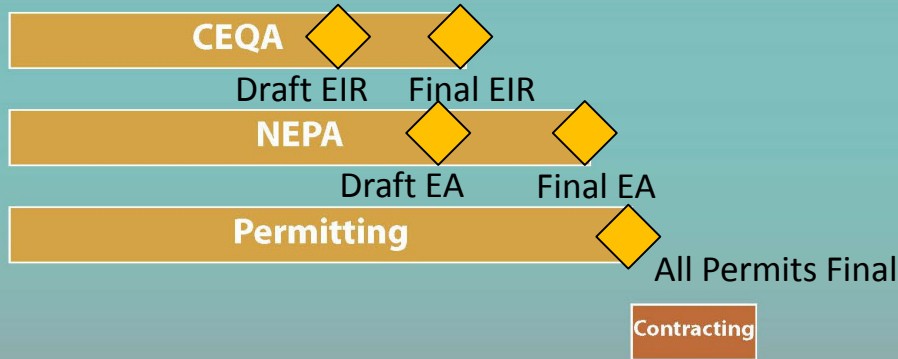 CEQA
Draft EIR Final EIR
NEPA
Draft EA Final EA
Permitting
All Permits Final
Contracting